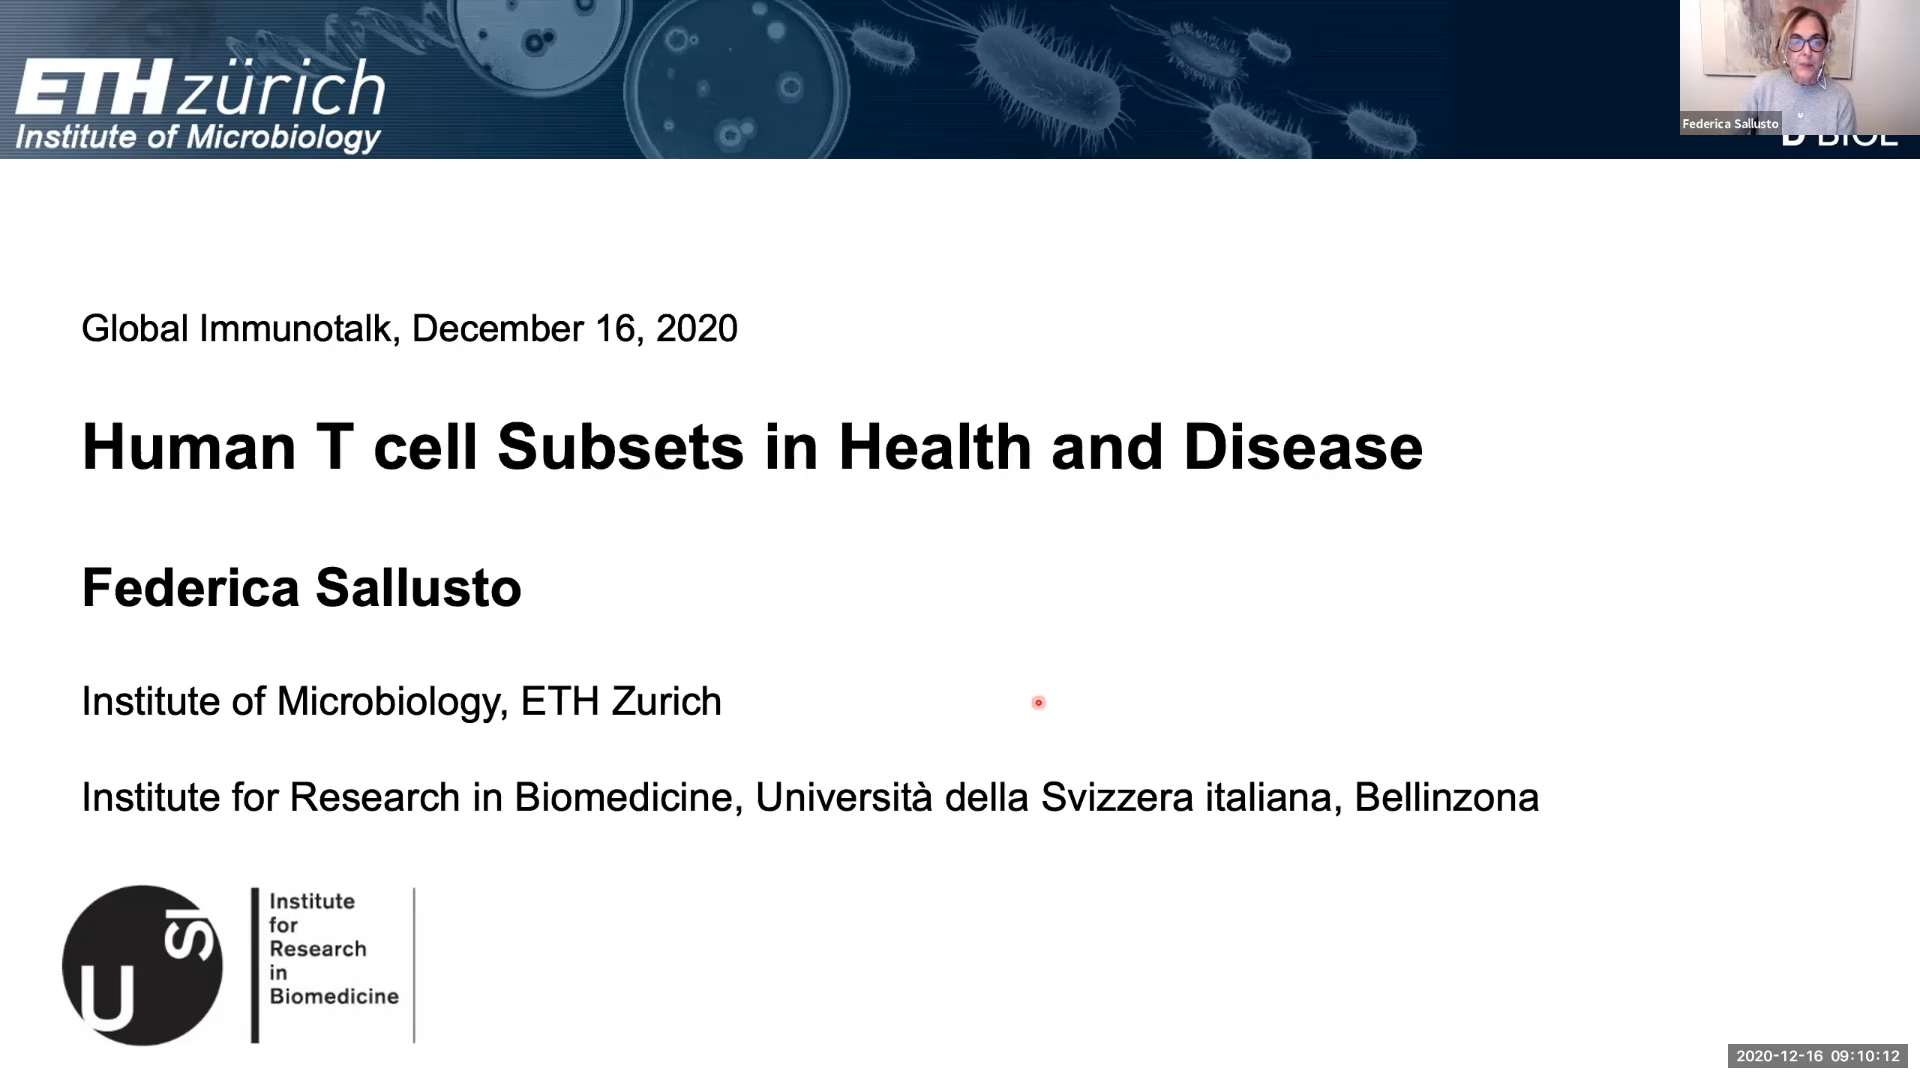 ETH zürich
Institute of Microbiology
Federica Sallusto
D BIOL
Global Immunotalk, December 16, 2020
Human T cell Subsets in Health and Disease
Federica Sallusto
Institute of Microbiology, ETH Zurich
Institute for Research in Biomedicine, Università della Svizzera italiana, Bellinzona
USI
Institute
for
Research
in
Biomedicine
2020-12-16 09:10:12